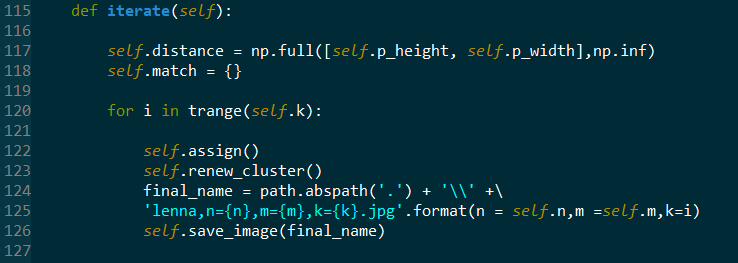 115     def iterate(self):
116
117         self.distance = np.full([self.p_height, self.p_width],np.inf)
118         self.match = {}
119
120         for i in trange(self.k):
121
122             self.assign()
123             self.renew_cluster()
124             final_name = path.abspath('.') + '\\' +\
125             'lenna,n={n},m={m},k={k}.jpg'.format(n = self.n,m =self.m,k=i)
126             self.save_image(final_name)
127